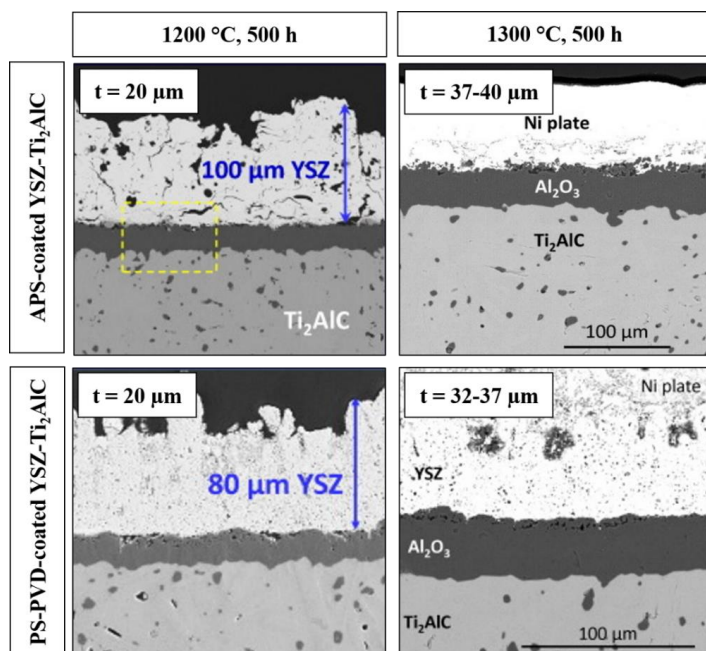 1200 °C, 500 h
1300 °C, 500 h
APS-coated YSZ-Ti₂AlC
t = 20 µm
100 µm YSZ
Ti₂AlC
t = 37-40 µm
Ni plate
Al₂O₃
Ti₂AlC
100 µm
PS-PVD-coated YSZ-Ti₂AlC
t = 20 µm
80 µm YSZ
t = 32-37 µm
Ni plate
YSZ
Al₂O₃
Ti₂AlC
100 µm